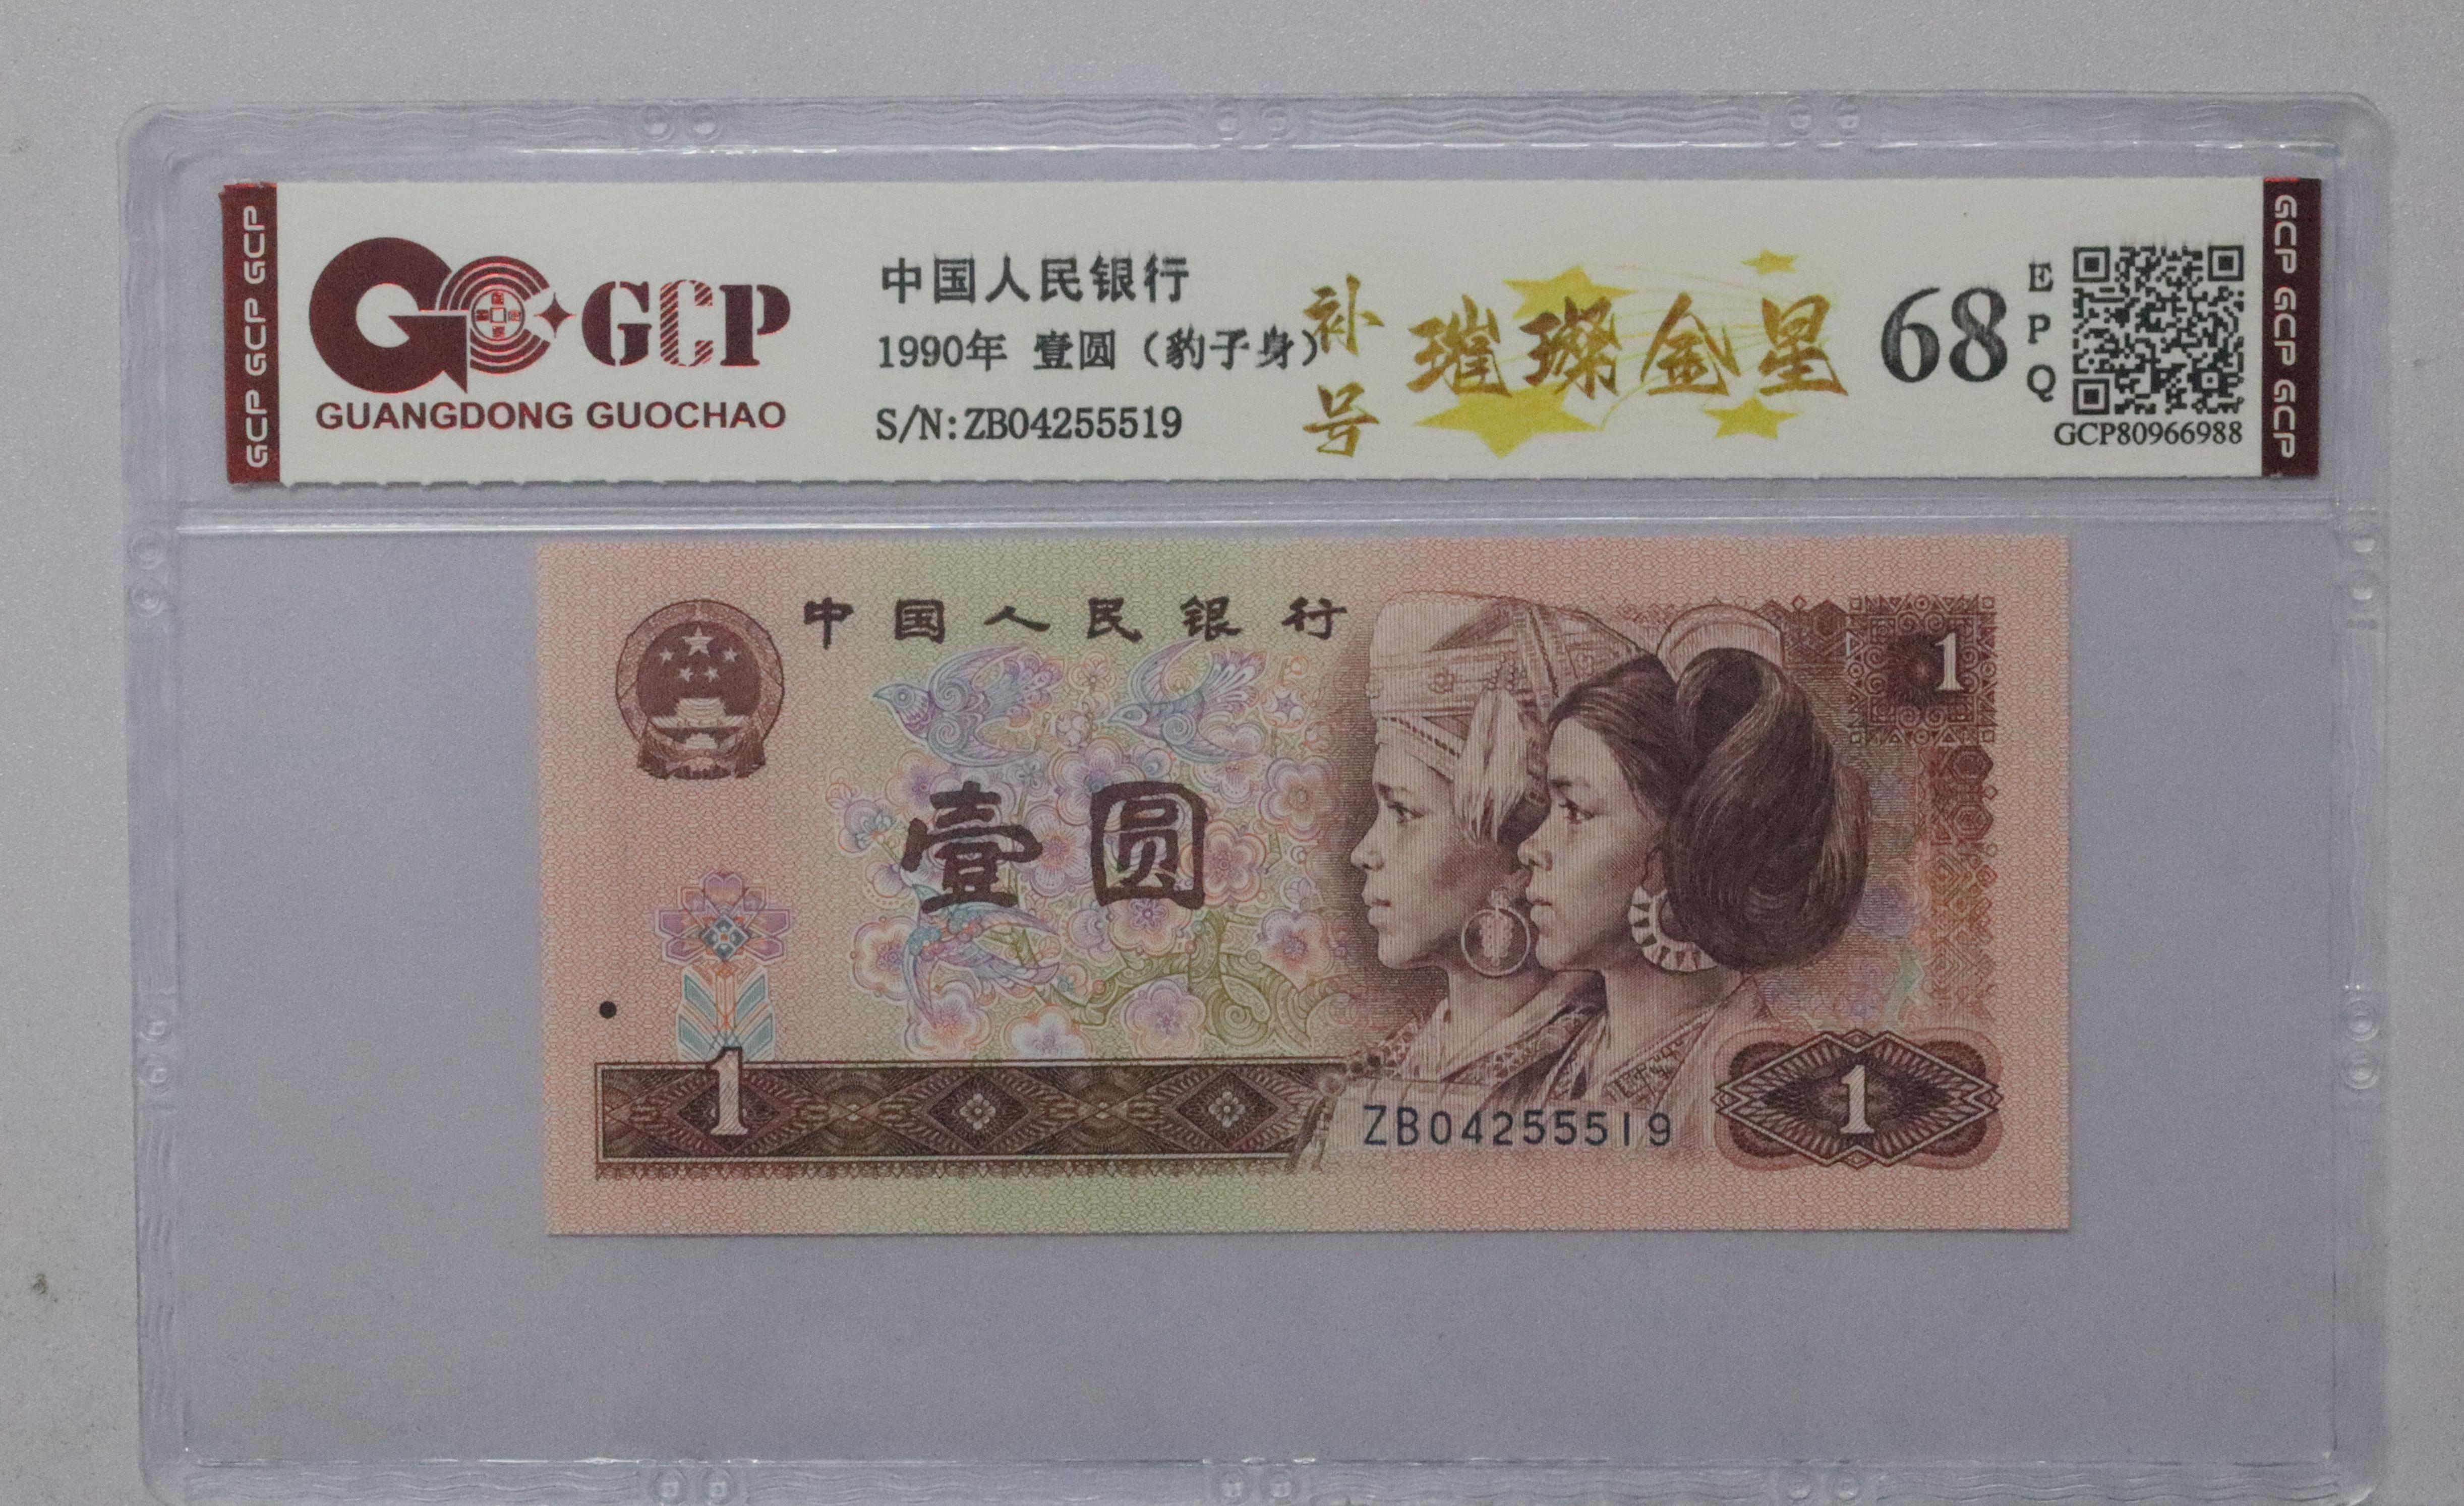 GCP GCP GCP
GCP
GUANGDONG GUOCHAO
中国人民银行
1990年 壹圆（豹子身）
S/N:ZB04255519
补号
璀璨金星
68
EPQ
GCP80966988
GCP GCP GCP
中国人民银行
1
壹圆
1
ZB04255519
1